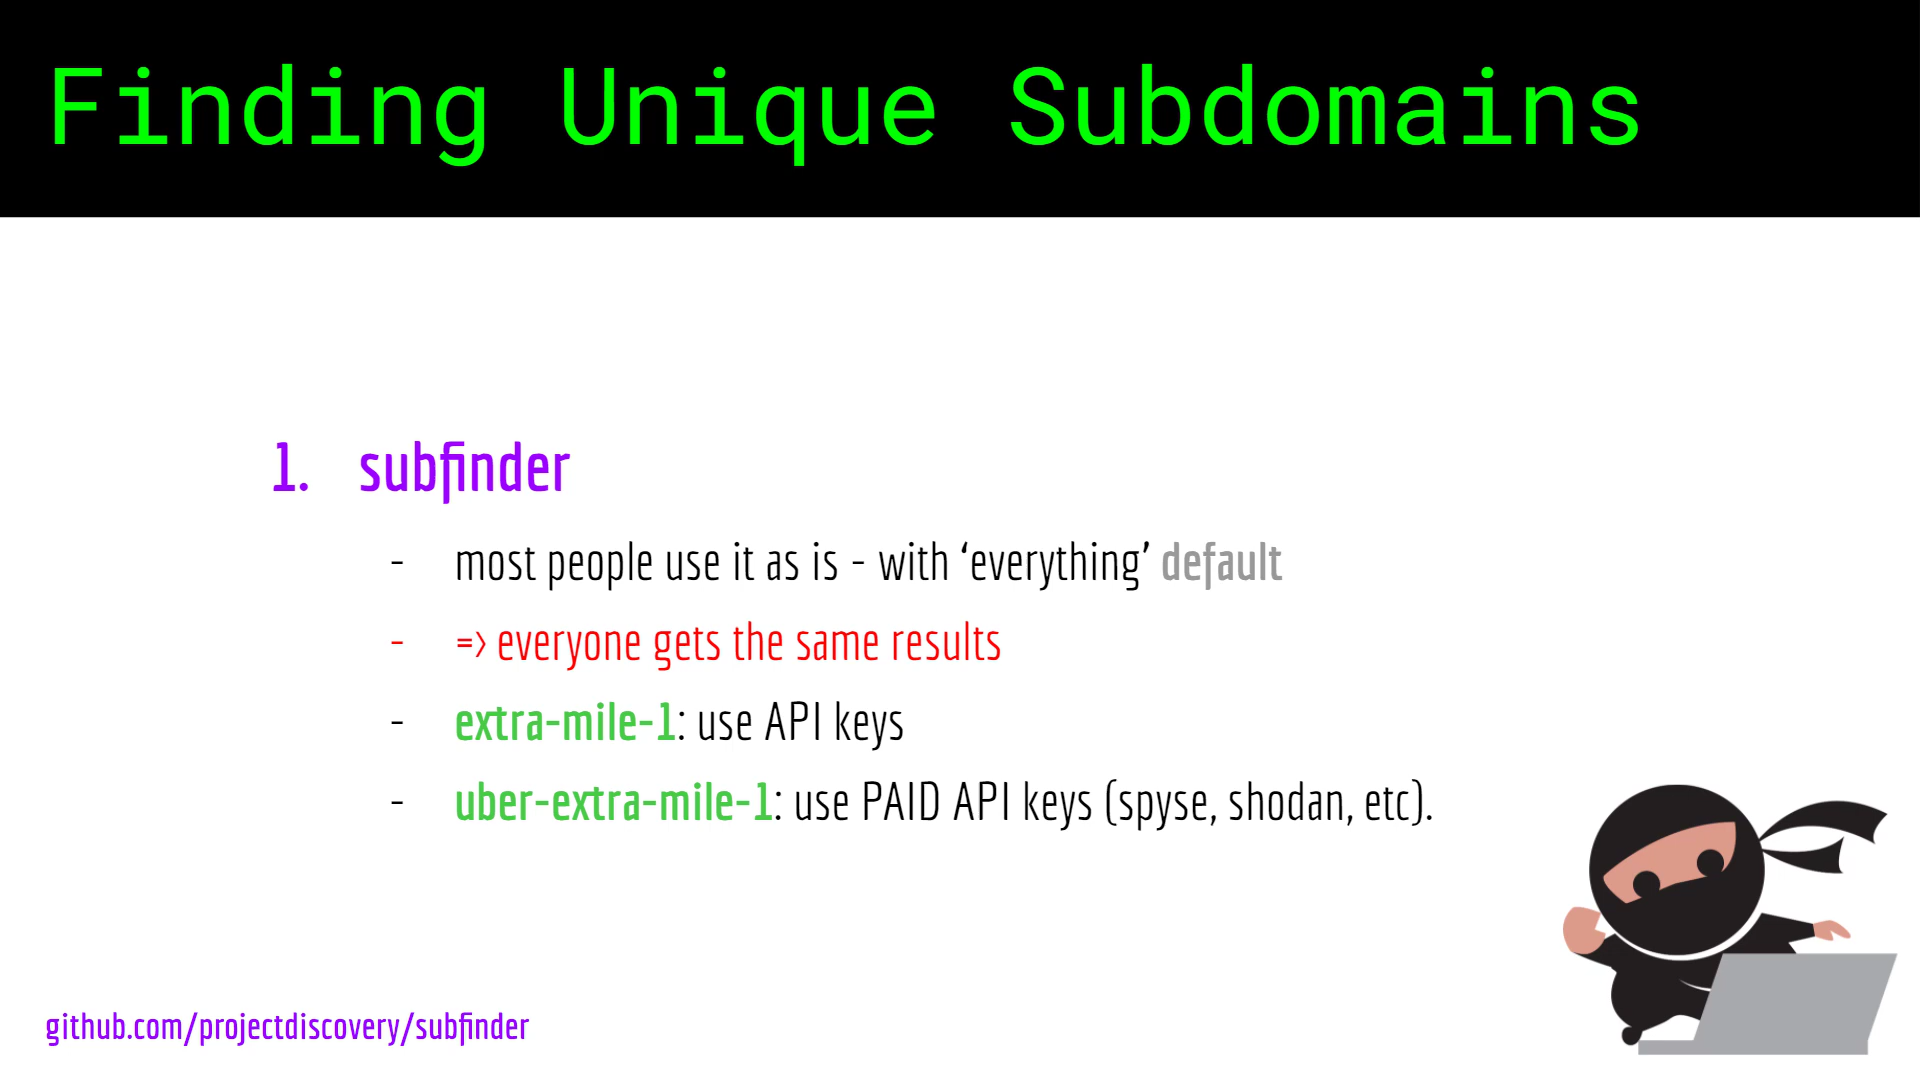 Finding Unique Subdomains
1. subfinder
- most people use it as is - with ‘everything’ default
- => everyone gets the same results
- extra-mile-1: use API keys
- uber-extra-mile-1: use PAID API keys (spyse, shodan, etc).
github.com/projectdiscovery/subfinder